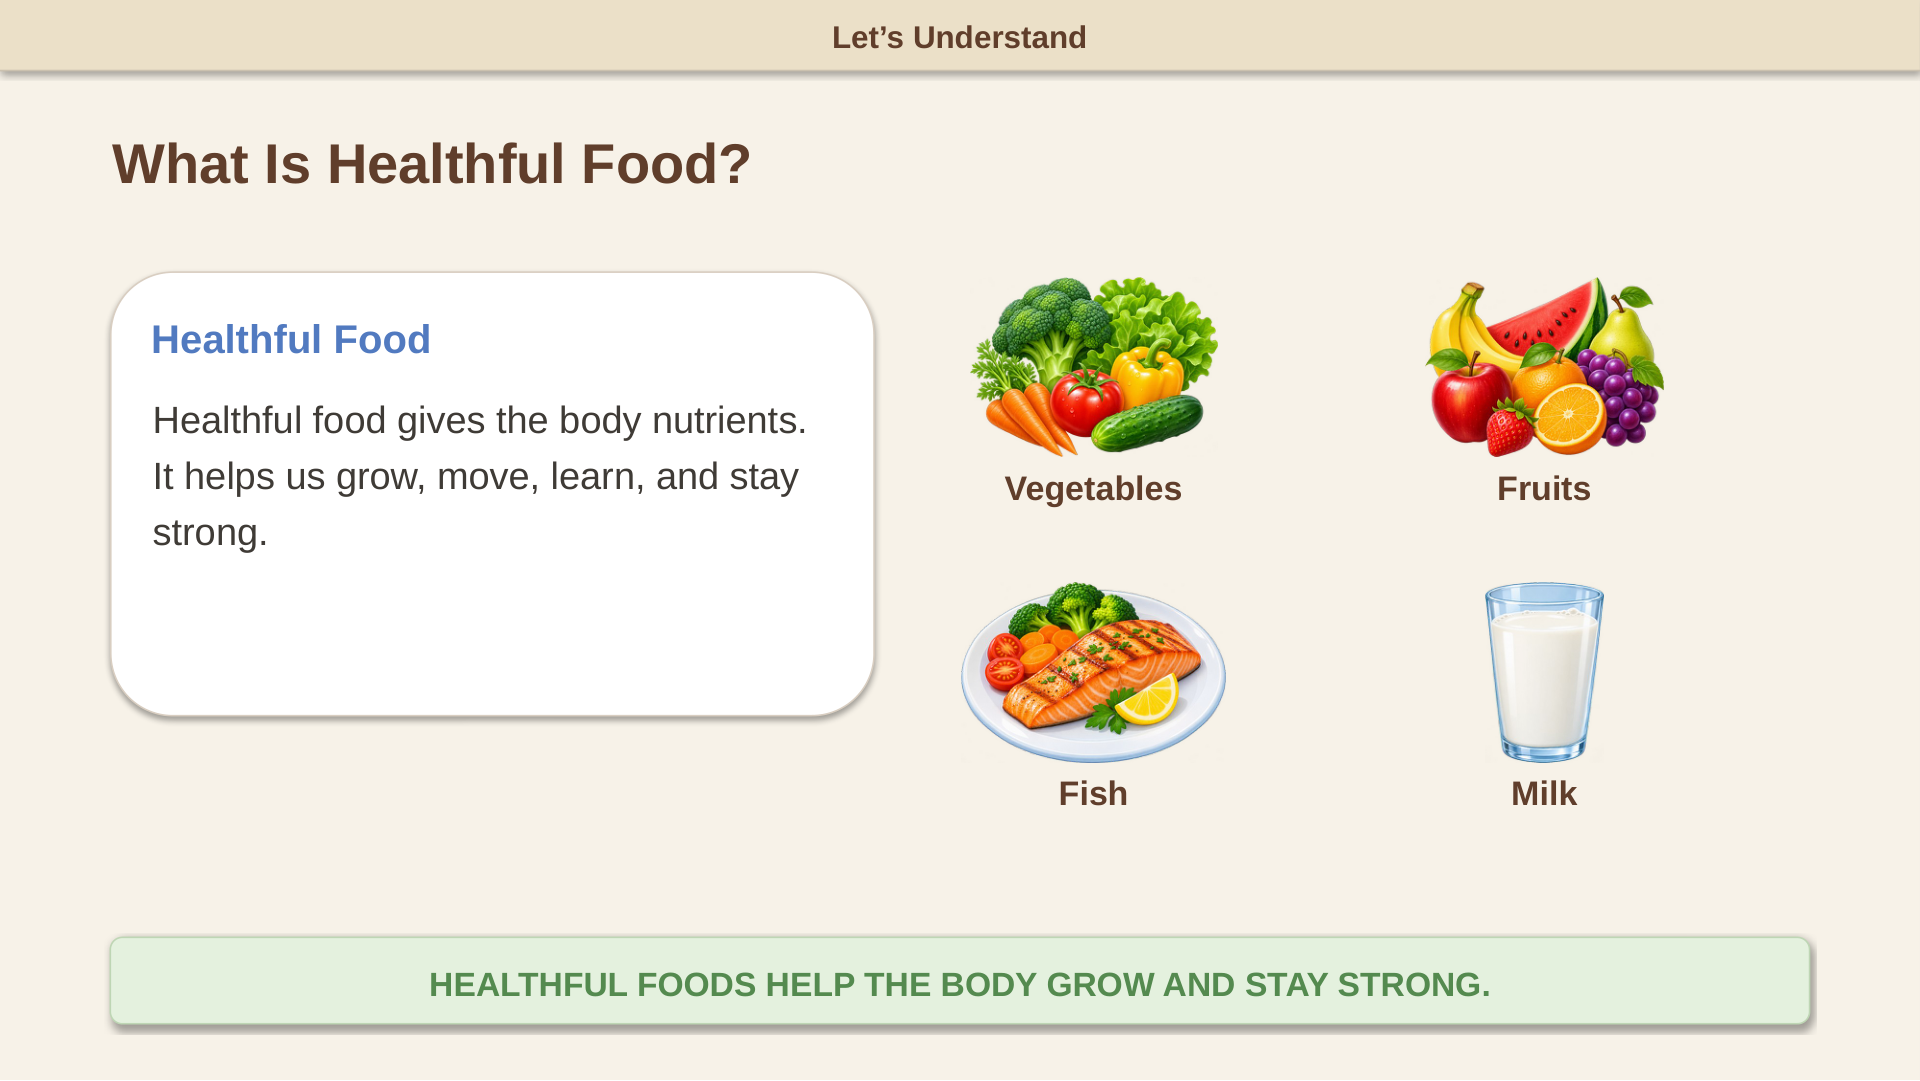 Let’s Understand
What Is Healthful Food?
Healthful Food
Healthful food gives the body nutrients.
It helps us grow, move, learn, and stay
strong.
Vegetables
Fruits
Fish
Milk
HEALTHFUL FOODS HELP THE BODY GROW AND STAY STRONG.